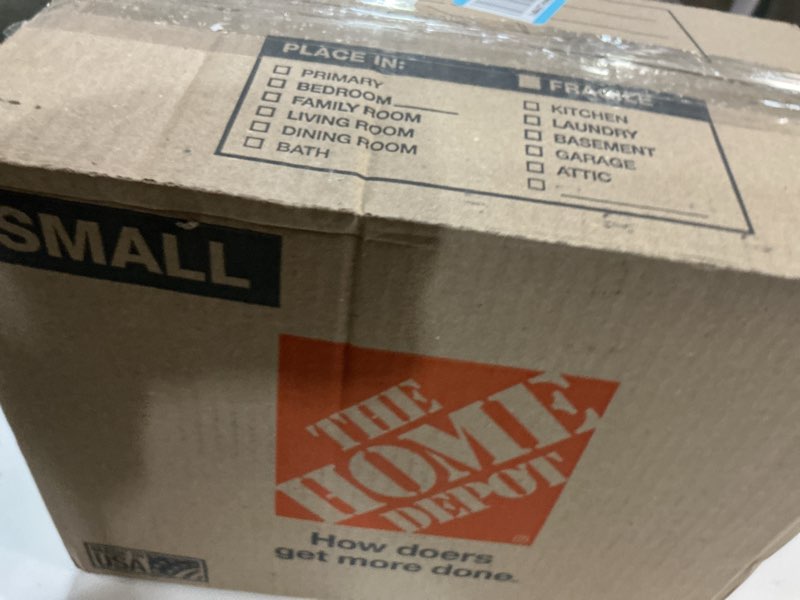 PLACE IN:
FRAGILE
PRIMARY
BEDROOM
FAMILY ROOM
LIVING ROOM
DINING ROOM
BATH
KITCHEN
LAUNDRY
BASEMENT
GARAGE
ATTIC
SMALL
THE
HOME
DEPOT
How doers
get more done.
USA